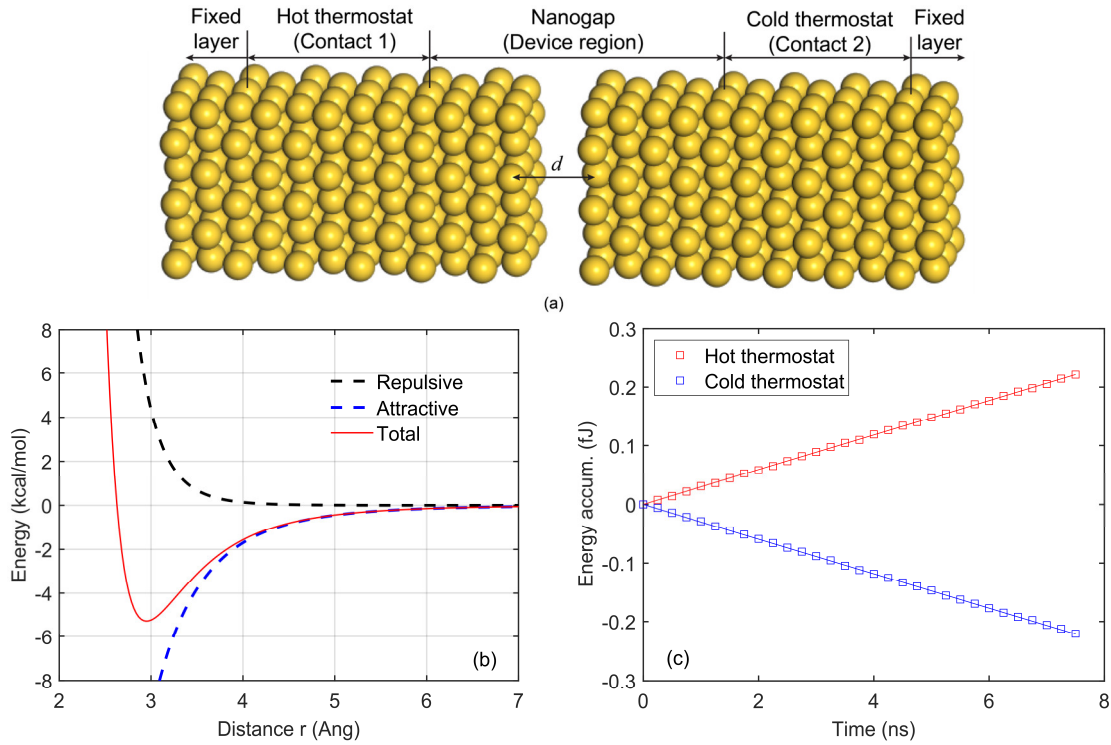 Fixed
layer
Hot thermostat
(Contact 1)
Nanogap
(Device region)
Cold thermostat
(Contact 2)
Fixed
layer
d
(a)
8
6
4
2
0
-2
-4
-6
-8
2
3
4
5
6
7
Energy (kcal/mol)
Distance r (Ang)
Repulsive
Attractive
Total
(b)
0.3
0.2
0.1
0
-0.1
-0.2
-0.3
0
2
4
6
8
Energy accum. (fJ)
Time (ns)
Hot thermostat
Cold thermostat
(c)